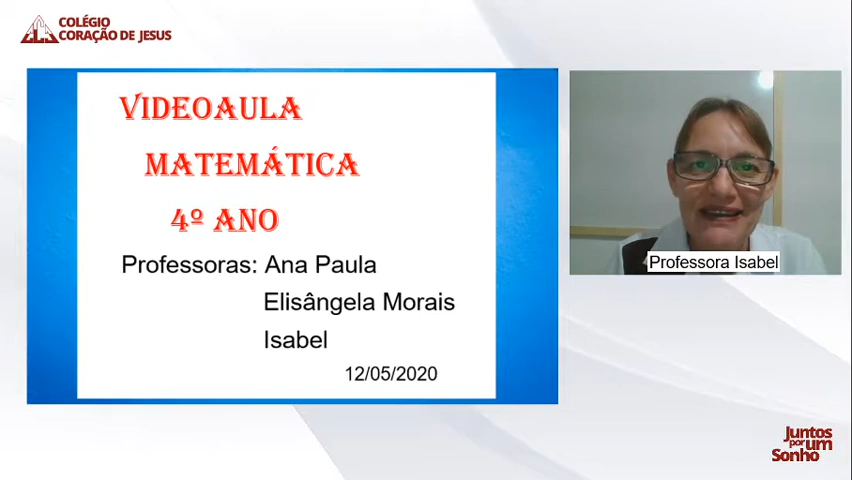 COLÉGIO
CORAÇÃO DE JESUS
VIDEOAULA
MATEMÁTICA
4º ANO
Professoras: Ana Paula
Elisângela Morais
Isabel
12/05/2020
Professora Isabel
Juntos
por um
Sonho